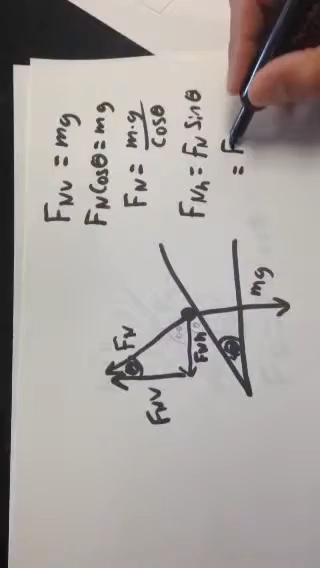 F_NV = mg
F_N Cosθ = mg
F_N = m.g/Cosθ
F_Nh = F_N Sinθ
= F
F_N
F_NV
F_Nh
θ
θ
mg